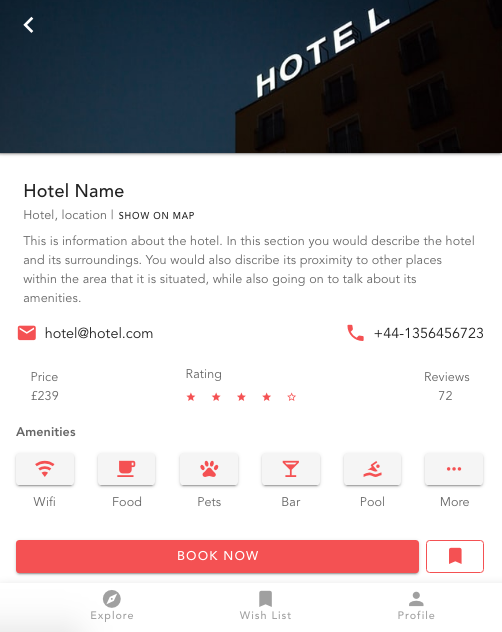 HOTEL
Hotel Name
Hotel, location | SHOW ON MAP
This is information about the hotel. In this section you would describe the hotel
and its surroundings. You would also discribe its proximity to other places
within the area that it is situated, while also going on to talk about its
amenities.
hotel@hotel.com +44-1356456723
Price Rating Reviews
£239 72
Amenities
Wifi Food Pets Bar Pool More
BOOK NOW
Explore Wish List Profile